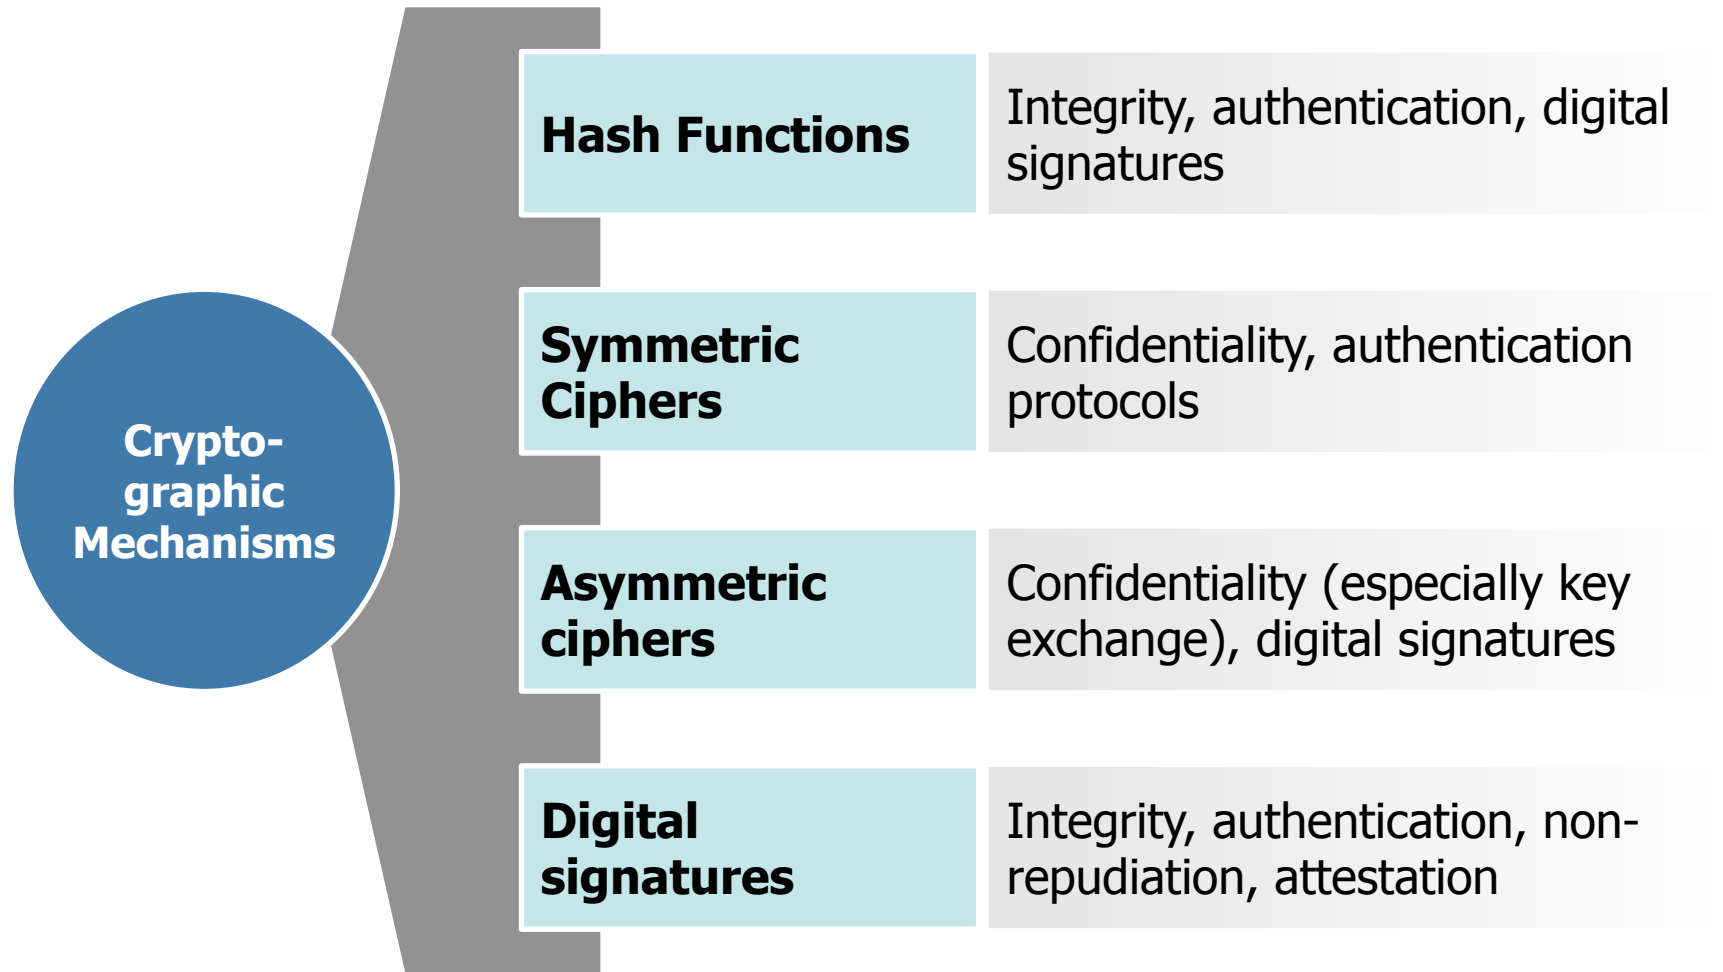 Crypto-
graphic
Mechanisms
Hash Functions
Integrity, authentication, digital
signatures
Symmetric
Ciphers
Confidentiality, authentication
protocols
Asymmetric
ciphers
Confidentiality (especially key
exchange), digital signatures
Digital
signatures
Integrity, authentication, non-
repudiation, attestation